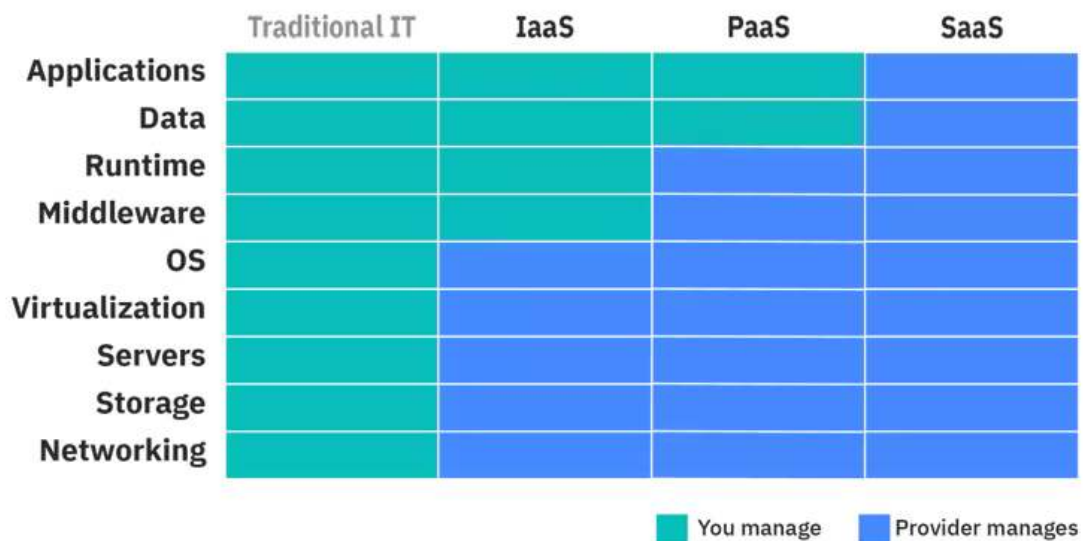 Traditional IT IaaS PaaS SaaS
Applications
Data
Runtime
Middleware
OS
Virtualization
Servers
Storage
Networking
You manage Provider manages